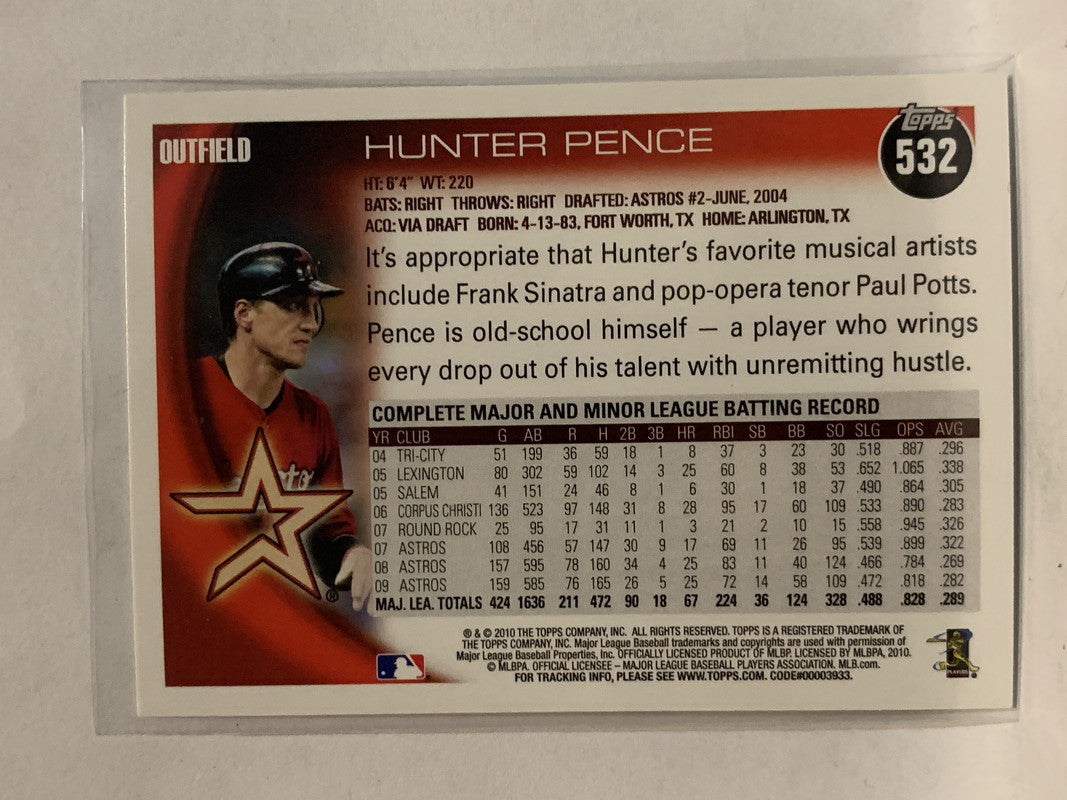 OUTFIELD
HUNTER PENCE
Topps
532
HT: 6'4" WT: 220
BATS: RIGHT THROWS: RIGHT DRAFTED: ASTROS #2-JUNE, 2004
ACQ: VIA DRAFT BORN: 4-13-83, FORT WORTH, TX HOME: ARLINGTON, TX
It's appropriate that Hunter's favorite musical artists
include Frank Sinatra and pop-opera tenor Paul Potts.
Pence is old-school himself — a player who wrings
every drop out of his talent with unremitting hustle.
COMPLETE MAJOR AND MINOR LEAGUE BATTING RECORD
YR CLUB G AB R H 2B 3B HR RBI SB BB SO SLG OPS AVG
04 TRI-CITY 51 199 36 59 18 1 8 37 3 23 30 .518 .887 .296
05 LEXINGTON 80 302 59 102 14 3 25 60 8 38 53 .652 1.065 .338
05 SALEM 41 151 24 46 8 1 6 30 1 18 37 .490 .864 .305
06 CORPUS CHRISTI 136 523 97 148 31 8 28 95 17 60 109 .533 .890 .283
07 ROUND ROCK 25 95 17 31 11 1 3 21 2 10 15 .558 .945 .326
07 ASTROS 108 456 57 147 30 9 17 69 11 26 95 .539 .899 .322
08 ASTROS 157 595 78 160 34 4 25 83 11 40 124 .466 .784 .269
09 ASTROS 159 585 76 165 26 5 25 72 14 58 109 .472 .818 .282
MAJ. LEA. TOTALS 424 1636 211 472 90 18 67 224 36 124 328 .488 .828 .289
® & © 2010 THE TOPPS COMPANY, INC. ALL RIGHTS RESERVED. TOPPS IS A REGISTERED TRADEMARK OF
THE TOPPS COMPANY, INC. Major League Baseball trademarks and copyrights are used with permission of
Major League Baseball Properties, Inc. OFFICIALLY LICENSED PRODUCT OF MLBP. LICENSED BY MLBPA, 2010.
© MLBPA. OFFICIAL LICENSEE – MAJOR LEAGUE BASEBALL PLAYERS ASSOCIATION. MLB.com.
FOR TRACKING INFO, PLEASE SEE WWW.TOPPS.COM. CODE#00003933.